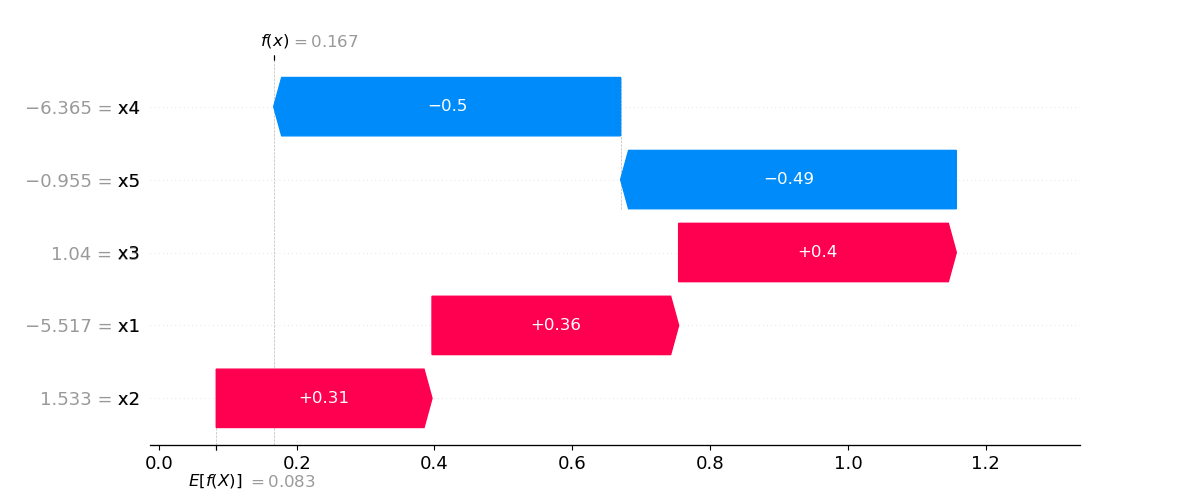 f(x) = 0.167
−6.365 = x4
−0.5
−0.955 = x5
−0.49
1.04 = x3
+0.4
−5.517 = x1
+0.36
1.533 = x2
+0.31
0.0 0.2 0.4 0.6 0.8 1.0 1.2
E[f(X)] = 0.083